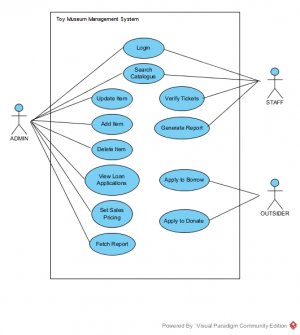 Toy Museum Management System
Login
Search
Catalogue
Update Item
Verify Tickets
STAFF
Add Item
Generate Report
ADMIN
Delete Item
View Loan
Applications
Apply to Borrow
OUTSIDER
Set Sales
Pricing
Apply to Donate
Fetch Report
Powered By Visual Paradigm Community Edition